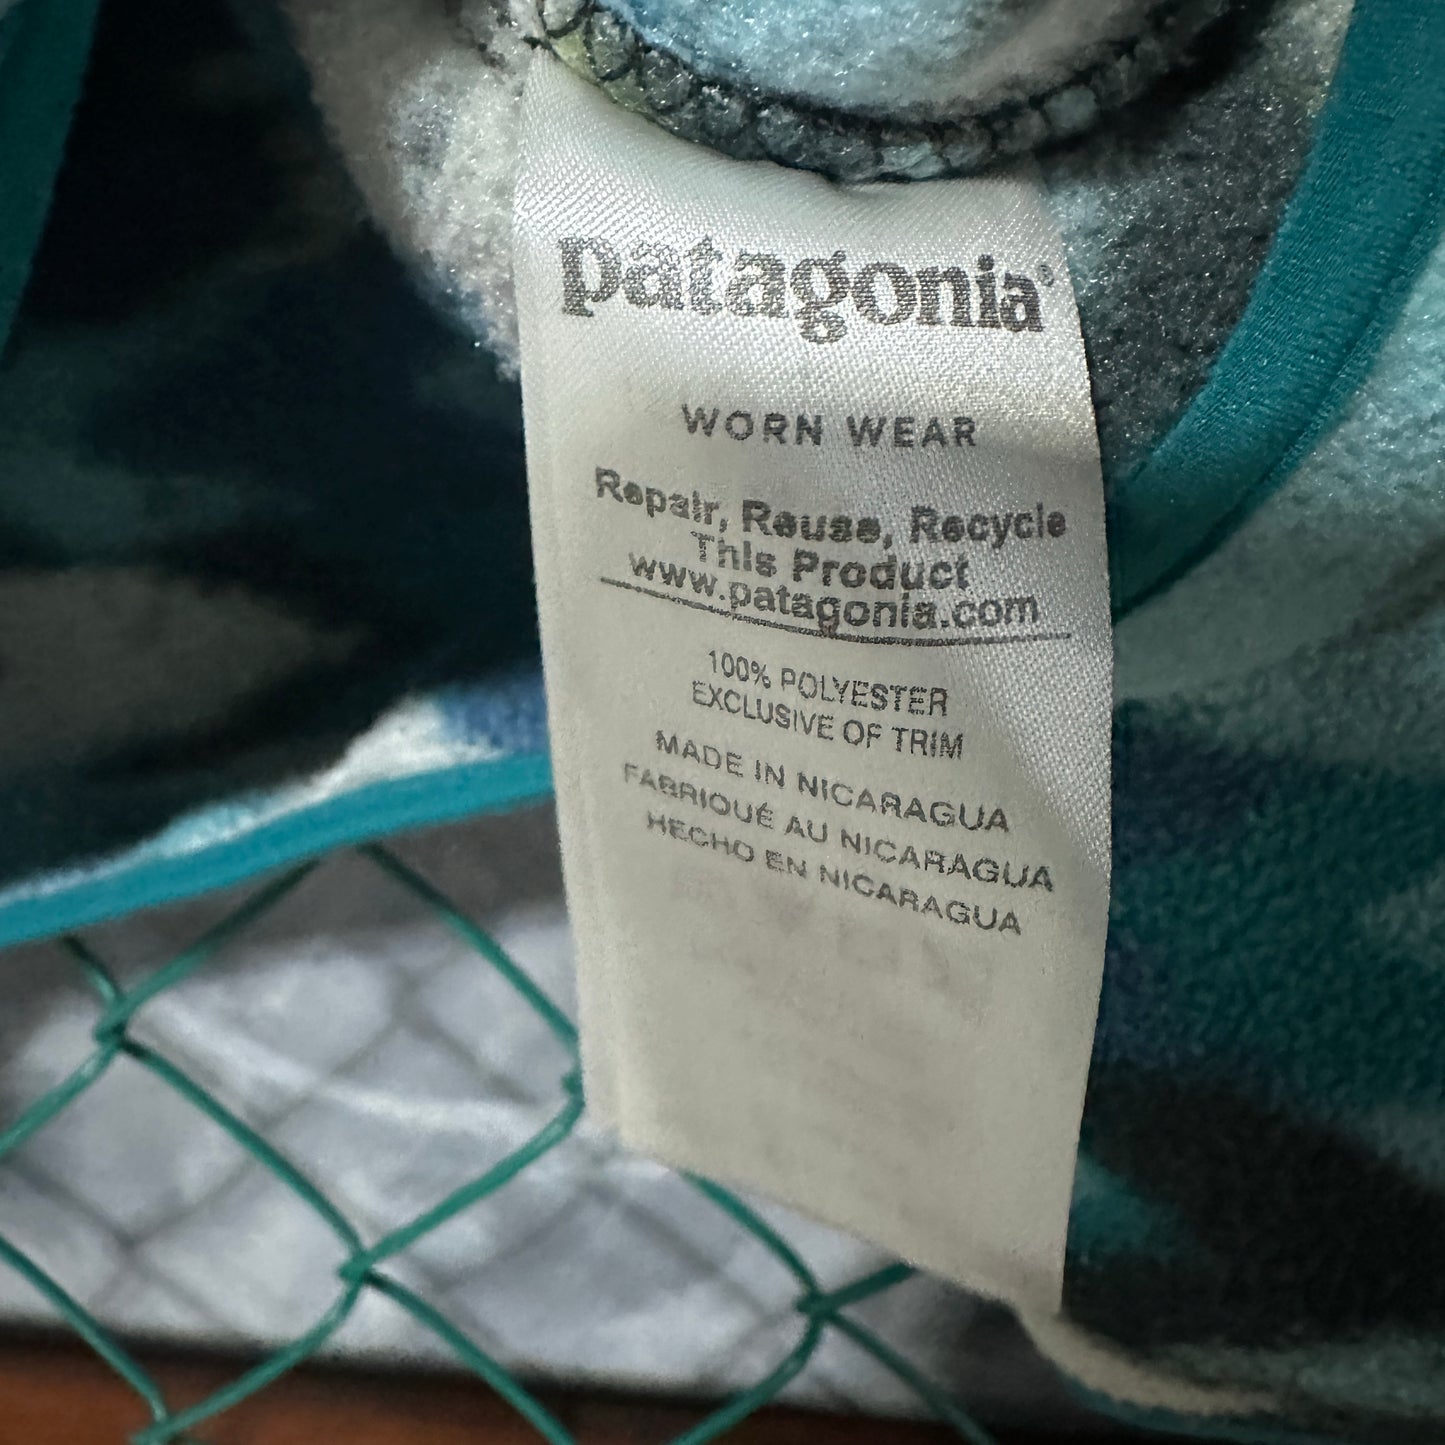 patagonia®
WORN WEAR
Repair, Reuse, Recycle
This Product
www.patagonia.com
100% POLYESTER
EXCLUSIVE OF TRIM
MADE IN NICARAGUA
FABRIQUÉ AU NICARAGUA
HECHO EN NICARAGUA